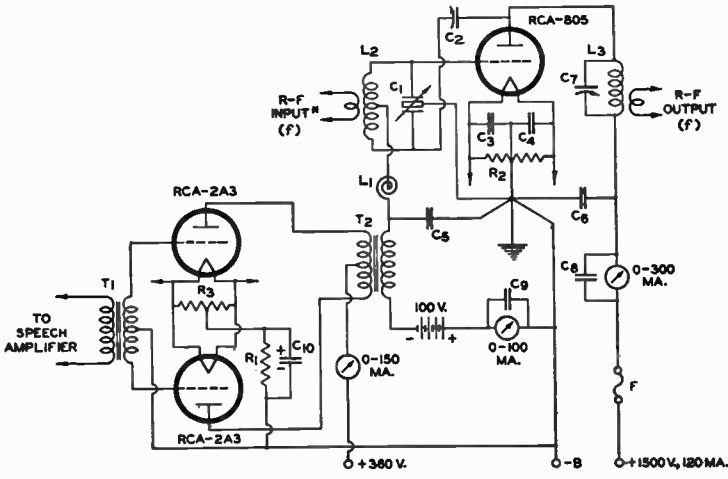 RCA-805
C2
L2
L3
C1
C7
R-F
INPUT*
(f)
R-F
OUTPUT
(f)
C3
C4
R2
L1
RCA-2A3
T2
C5
C6
T1
R3
C8
0-300
MA.
TO
SPEECH
AMPLIFIER
100 V.
C9
- +
R1
+
-
C10
0-150
MA.
0-100
MA.
F
RCA-2A3
+360 V.
-B
+1500 V., 120 MA.